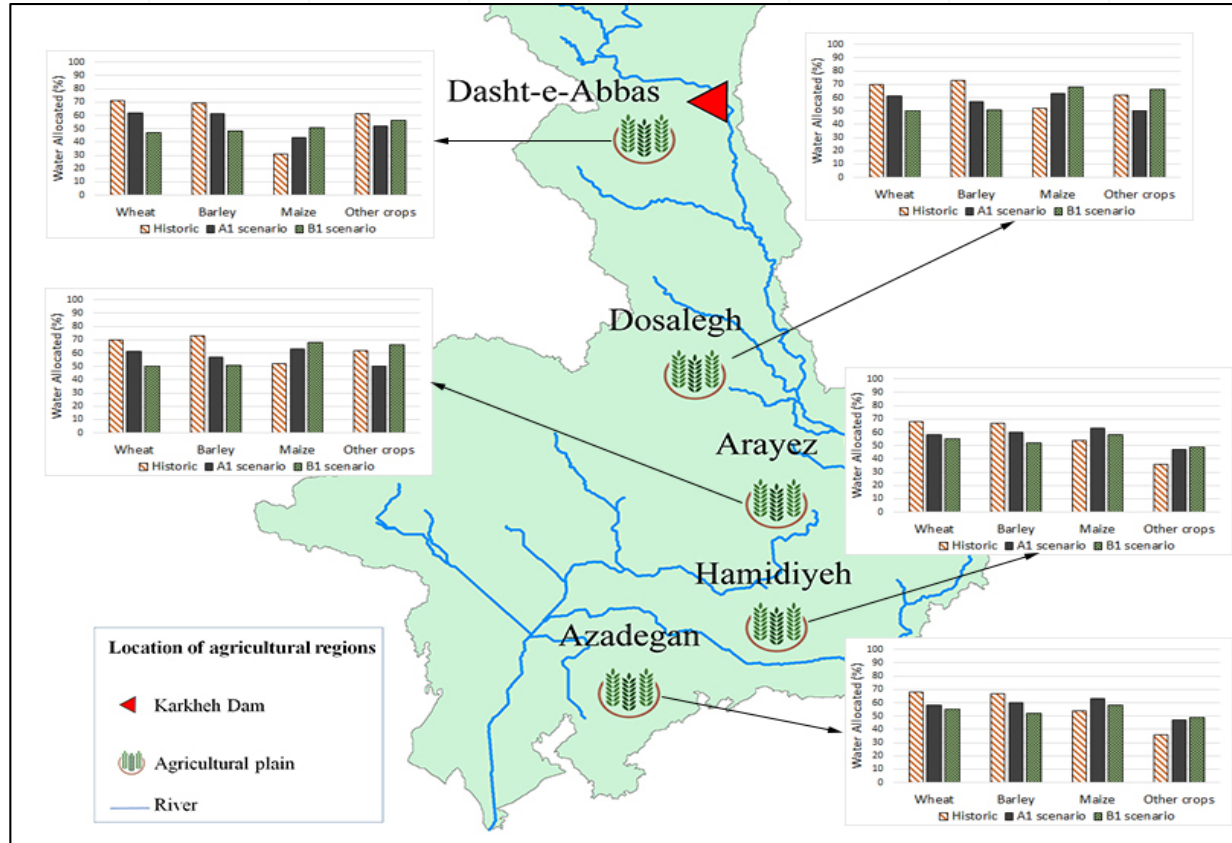 Dasht-e-Abbas
Water Allocated (%)
100
90
80
70
60
50
40
30
20
10
0
Wheat Barley Maize Other crops
Historic A1 scenario B1 scenario
Water Allocated (%)
100
90
80
70
60
50
40
30
20
10
0
Wheat Barley Maize Other crops
Historic A1 scenario B1 scenario
Dosalegh
Water Allocated (%)
100
90
80
70
60
50
40
30
20
10
0
Wheat Barley Maize Other crops
Historic A1 scenario B1 scenario
Arayez
Water Allocated (%)
100
90
80
70
60
50
40
30
20
10
0
Wheat Barley Maize Other crops
Historic A1 scenario B1 scenario
Hamidiyeh
Azadegan
Water Allocated (%)
100
90
80
70
60
50
40
30
20
10
0
Wheat Barley Maize Other crops
Historic A1 scenario B1 scenario
Location of agricultural regions
Karkheh Dam
Agricultural plain
River